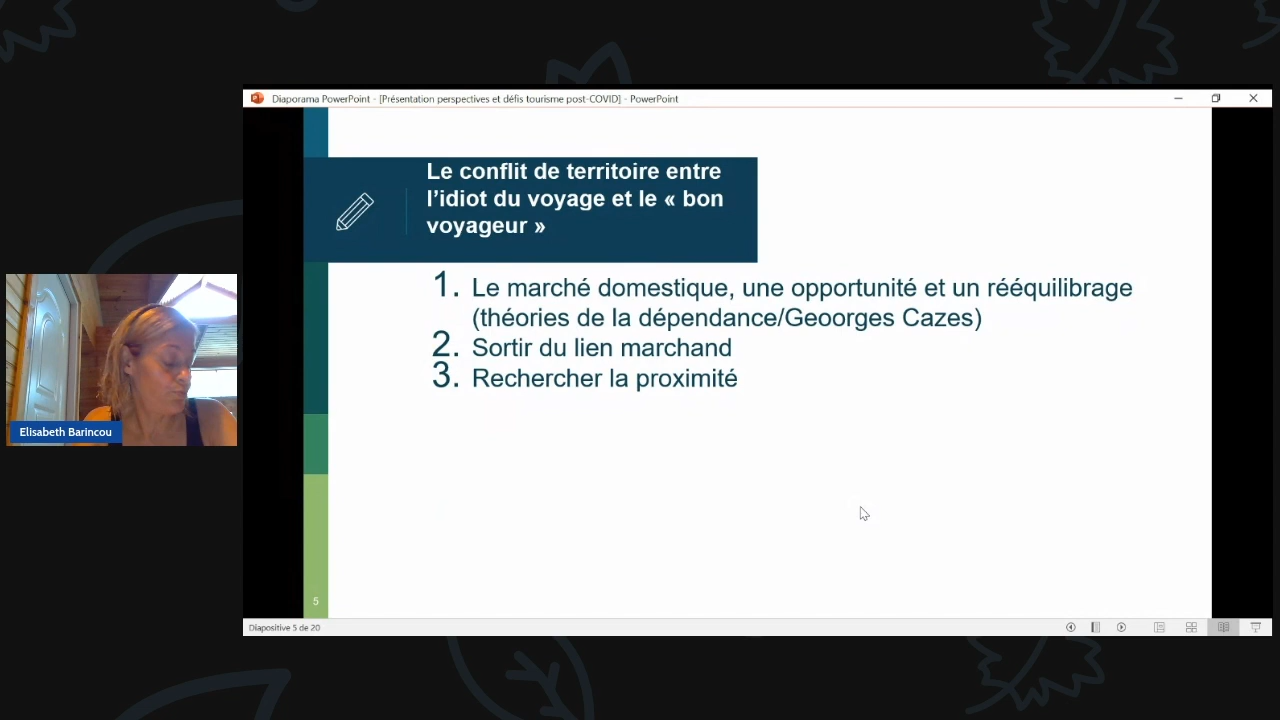 Diaporama PowerPoint - [Présentation perspectives et défis tourisme post-COVID] - PowerPoint
Le conflit de territoire entre
l’idiot du voyage et le « bon
voyageur »
1. Le marché domestique, une opportunité et un rééquilibrage
(théories de la dépendance/Geoorges Cazes)
2. Sortir du lien marchand
3. Rechercher la proximité
Elisabeth Barincou
5
Diapositive 5 de 20